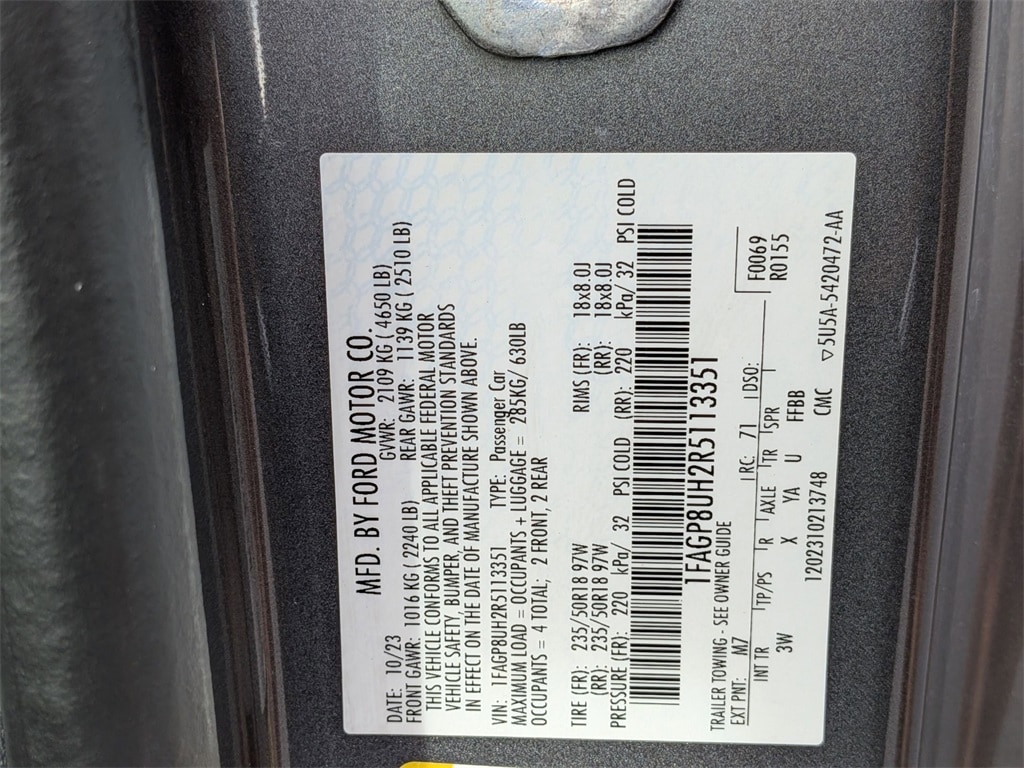 MFD. BY FORD MOTOR CO.
DATE: 10/23 GVWR: 2109 KG ( 4650 LB)
FRONT GAWR: 1016 KG ( 2240 LB) REAR GAWR: 1139 KG ( 2510 LB)
THIS VEHICLE CONFORMS TO ALL APPLICABLE FEDERAL MOTOR
VEHICLE SAFETY, BUMPER, AND THEFT PREVENTION STANDARDS
IN EFFECT ON THE DATE OF MANUFACTURE SHOWN ABOVE.
VIN: 1FAGP8UH2R5113351 TYPE: Passenger Car
MAXIMUM LOAD = OCCUPANTS + LUGGAGE = 285KG/ 630LB
OCCUPANTS = 4 TOTAL; 2 FRONT, 2 REAR
TIRE (FR): 235/50R18 97W RIMS (FR): 18x8.0J
(RR): 235/50R18 97W (RR): 18x8.0J
PRESSURE (FR): 220 kPa/ 32 PSI COLD (RR): 220 kPa/ 32 PSI COLD
1FAGP8UH2R5113351
TRAILER TOWING - SEE OWNER GUIDE F0069
EXT PNT: M7 RC: 71 DSO: R0155
INT TR TP/PS R AXLE TR SPR
3W X YA U FFBB
1202310213748 CMC ▽5U5A-5420472-AA